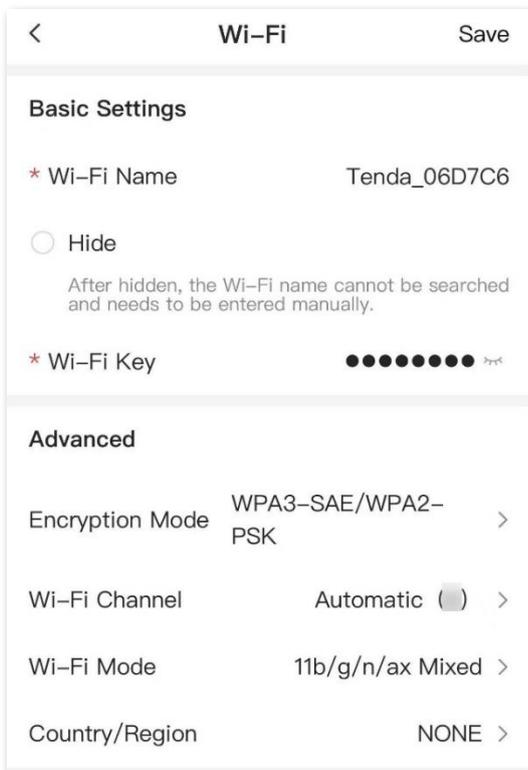 Wi-Fi Save
Basic Settings
* Wi-Fi Name Tenda_06D7C6
Hide
After hidden, the Wi-Fi name cannot be searched
and needs to be entered manually.
* Wi-Fi Key ●●●●●●●●
Advanced
Encryption Mode WPA3-SAE/WPA2-
PSK
Wi-Fi Channel Automatic ( )
Wi-Fi Mode 11b/g/n/ax Mixed
Country/Region NONE